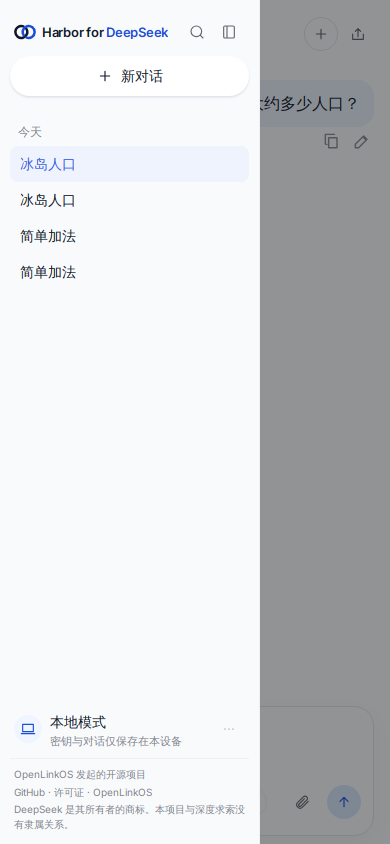 Harbor for DeepSeek
新对话
大约多少人口？
今天
冰岛人口
冰岛人口
简单加法
简单加法
本地模式
密钥与对话仅保存在本设备
OpenLinkOS 发起的开源项目
GitHub · 许可证 · OpenLinkOS
DeepSeek 是其所有者的商标。本项目与深度求索没
有隶属关系。